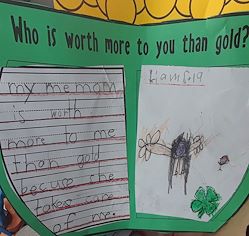 Who is worth more to you than gold?
my me mom
is worth
more to me
than gold
becuse she
takes care
of me.